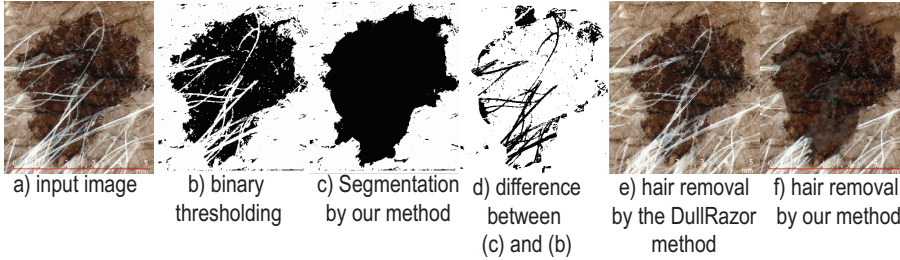 a) input image
b) binary
thresholding
c) Segmentation
by our method
d) difference
between
(c) and (b)
e) hair removal
by the DullRazor
method
f) hair removal
by our method